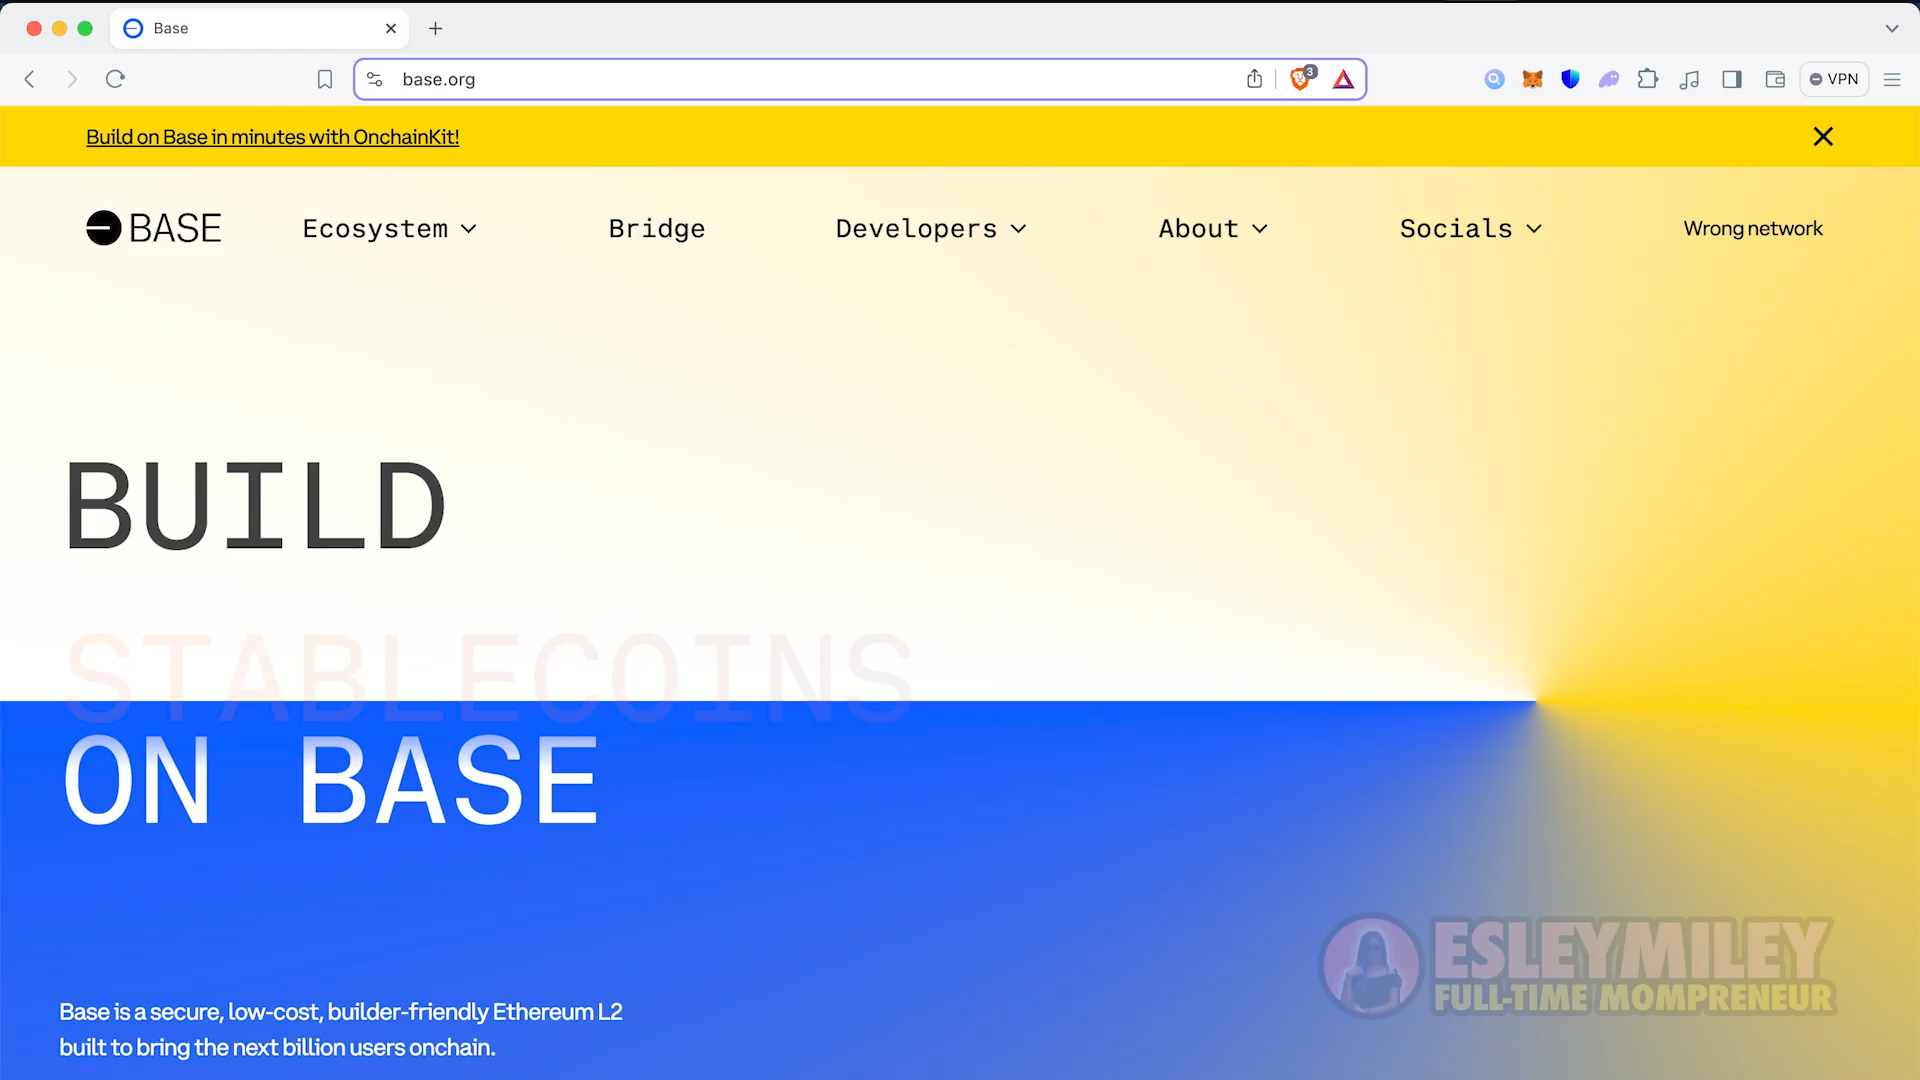 Base
base.org
3
VPN
Build on Base in minutes with OnchainKit!
BASE
Ecosystem
Bridge
Developers
About
Socials
Wrong network
BUILD
STABLECOINS
ON BASE
Base is a secure, low-cost, builder-friendly Ethereum L2
built to bring the next billion users onchain.
ESLEYMILEY
FULL-TIME MOMPRENEUR